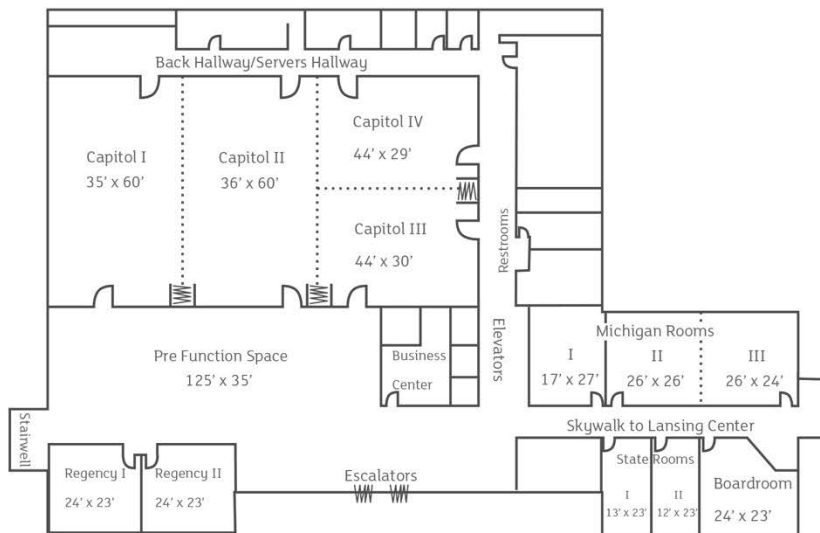 Back Hallway/Servers Hallway
Capitol I
35' x 60'
Capitol II
36' x 60'
Capitol IV
44' x 29'
Capitol III
44' x 30'
Restrooms
Elevators
Pre Function Space
125' x 35'
Business
Center
Michigan Rooms
I
17' x 27'
II
26' x 26'
III
26' x 24'
Skywalk to Lansing Center
Stairwell
Regency I
24' x 23'
Regency II
24' x 23'
Escalators
State Rooms
I
13' x 23'
II
12' x 23'
Boardroom
24' x 23'